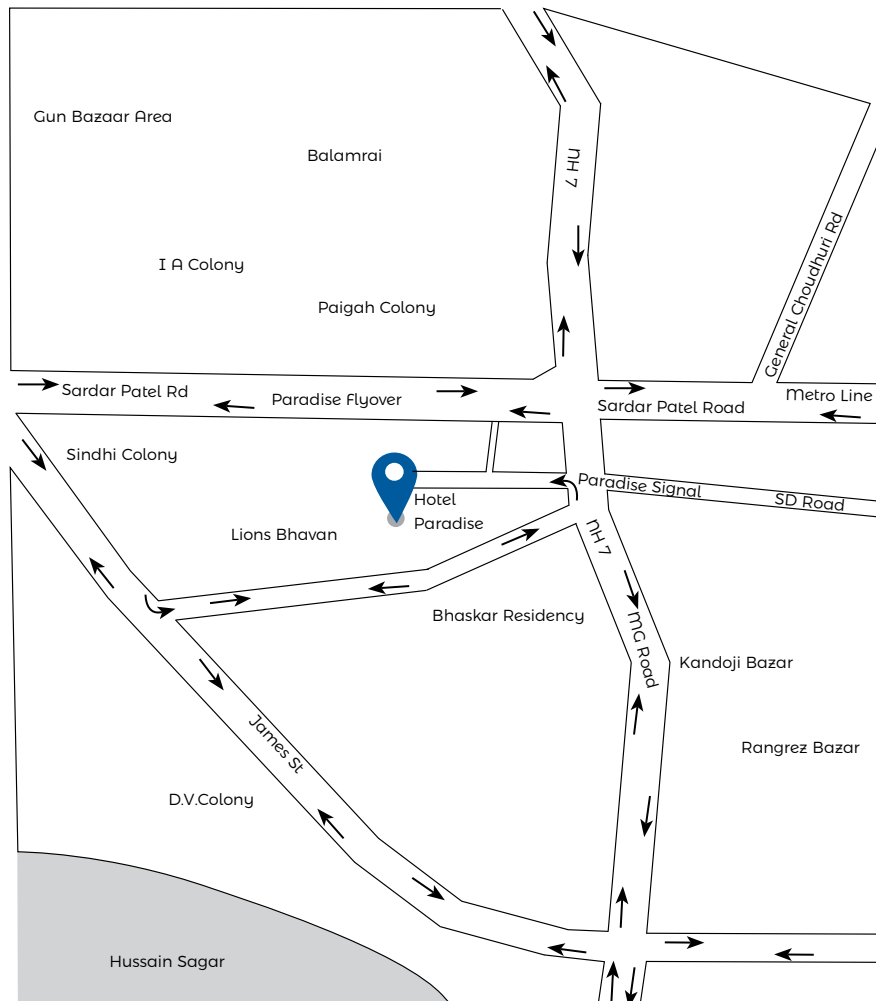 Gun Bazaar Area
Balamrai
NH 7
I A Colony
General Choudhuri Rd
Paigah Colony
Sardar Patel Rd
Paradise Flyover
Sardar Patel Road
Metro Line
Sindhi Colony
Paradise Signal
SD Road
Hotel
Paradise
Lions Bhavan
NH 7
Bhaskar Residency
MG Road
Kandoji Bazar
James St
Rangrez Bazar
D.V.Colony
Hussain Sagar